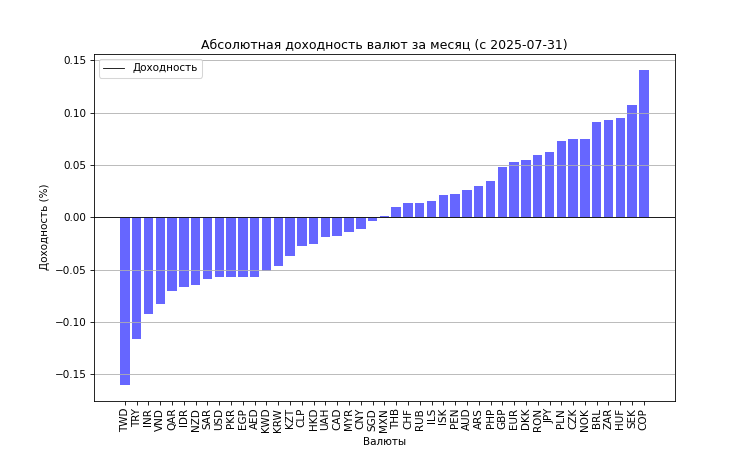 Абсолютная доходность валют за месяц (с 2025-07-31)
Доходность
0.15
0.10
0.05
0.00
−0.05
−0.10
−0.15
Доходность (%)
TWD TRY INR VND QAR IDR NZD SAR USD PKR EGP AED KWD KRW KZT CLP HKD UAH CAD MYR CNY SGD MXN THB CHF RUB ILS ISK PEN AUD ARS PHP GBP EUR DKK RON JPY PLN CZK NOK BRL ZAR HUF SEK COP
Валюты